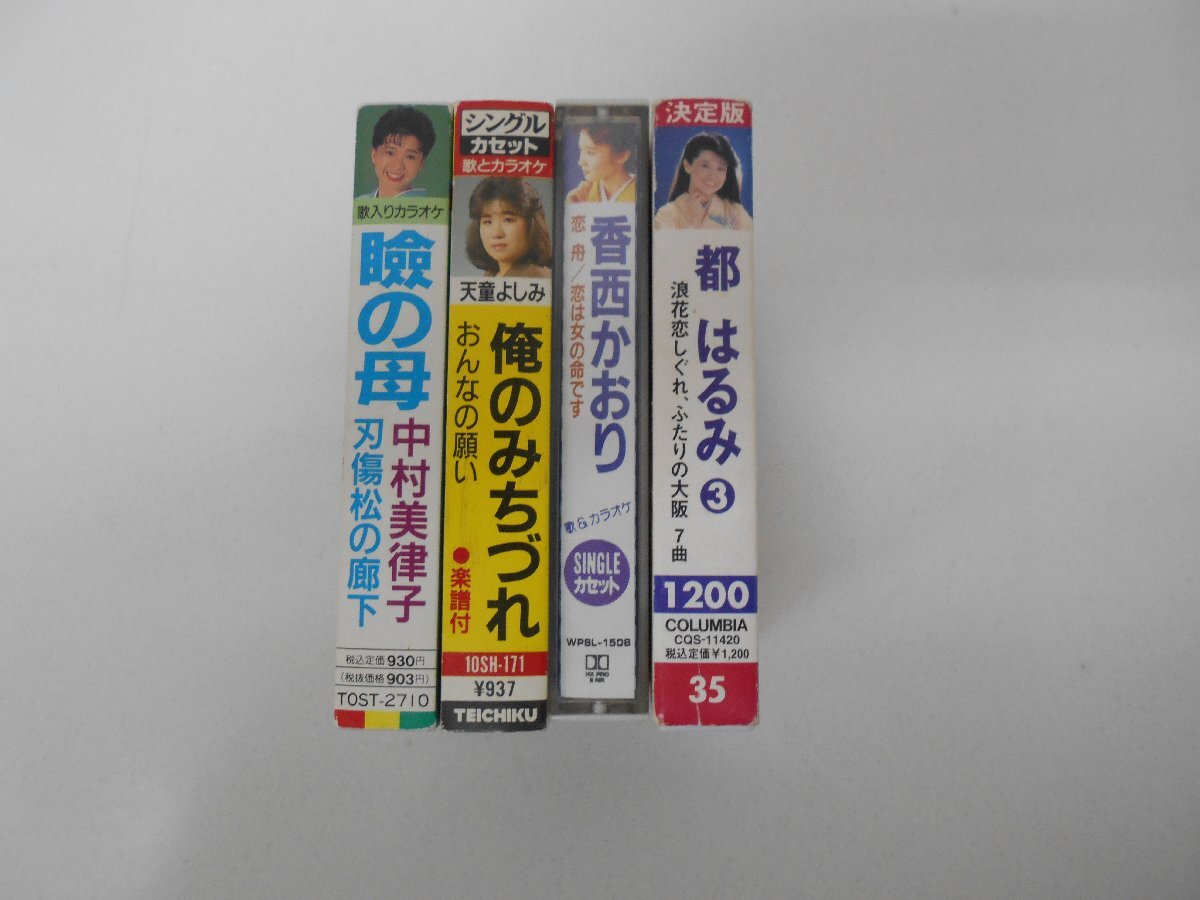 歌入りカラオケ
瞼の母
中村美律子
刃傷松の廊下
税込定価930円
(税抜価格903円)
TOST-2710
シングル
カセット
歌とカラオケ
天童よしみ
俺のみちづれ
おんなの願い
●楽譜付
10SH-171
¥937
TEICHIKU
香西かおり
恋舟/恋は女の命です
歌&カラオケ
SINGLE
カセット
WPSL-1508
HX PRO
B NR
決定版
都 はるみ 3
浪花恋しぐれ、ふたりの大阪 7曲
1200
COLUMBIA
CQS-11420
税込定価¥1,200
35